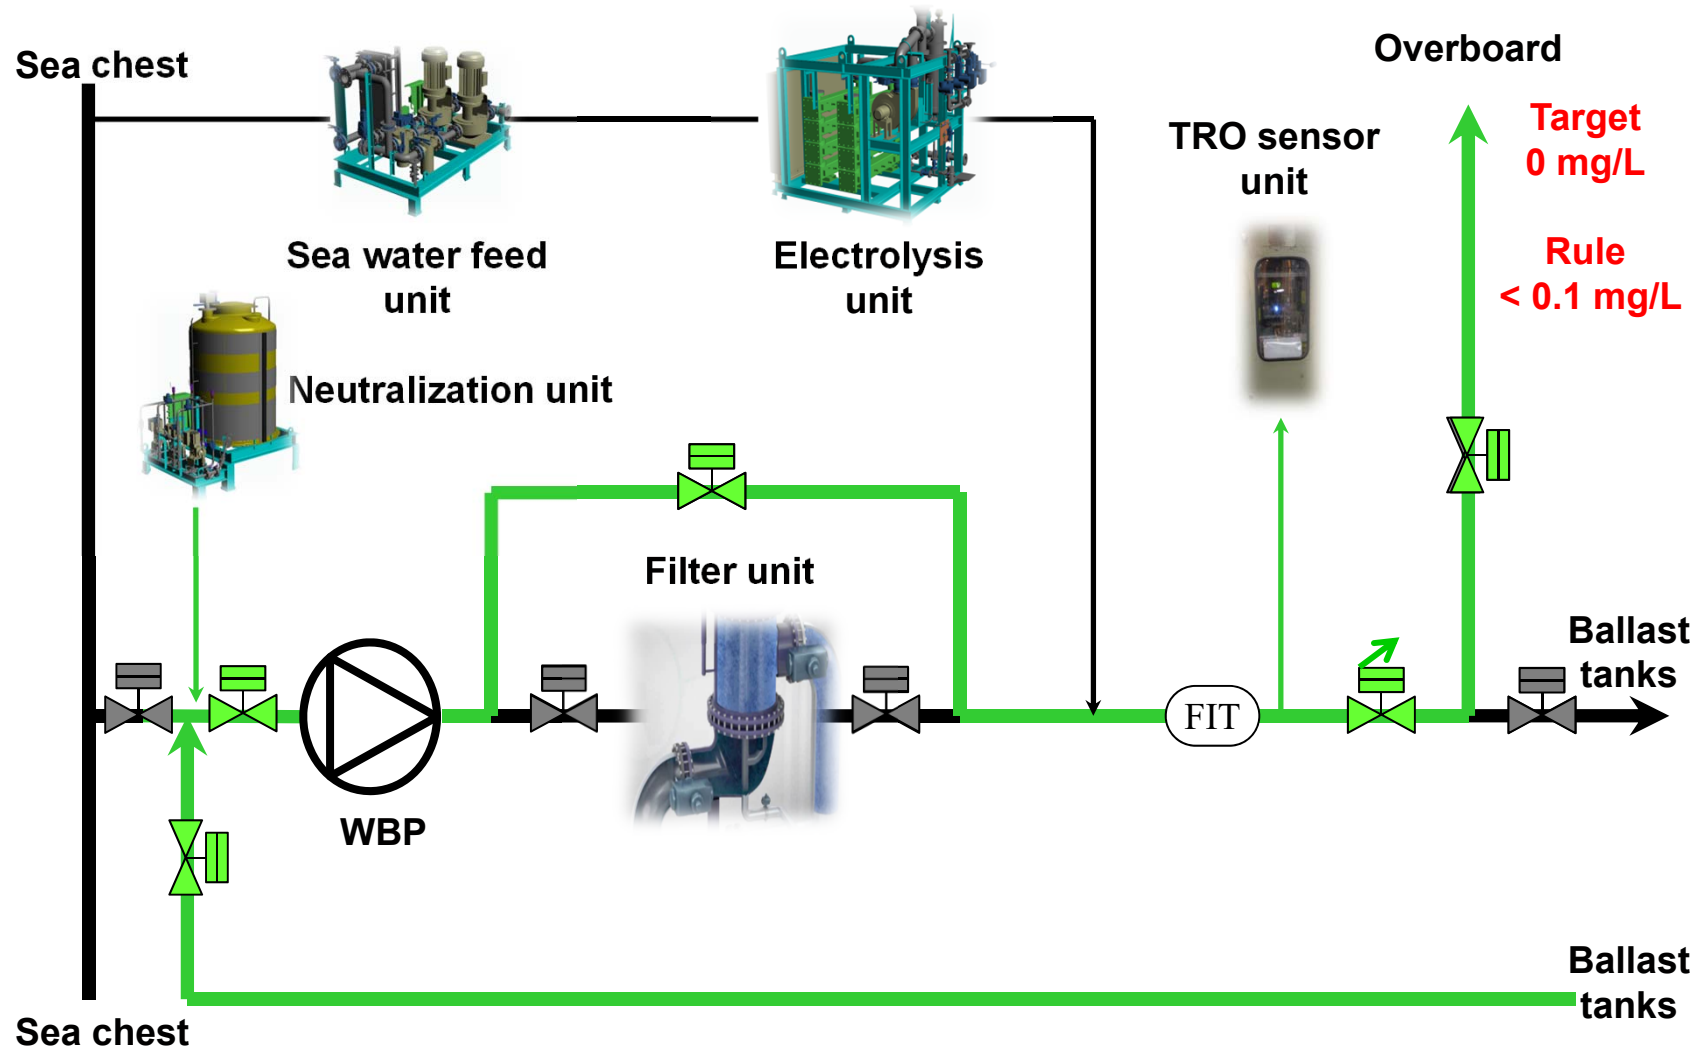 Sea chest
Overboard
Target
0 mg/L
TRO sensor
unit
Sea water feed
unit
Electrolysis
unit
Rule
< 0.1 mg/L
Neutralization unit
Filter unit
Ballast
tanks
FIT
WBP
Ballast
tanks
Sea chest